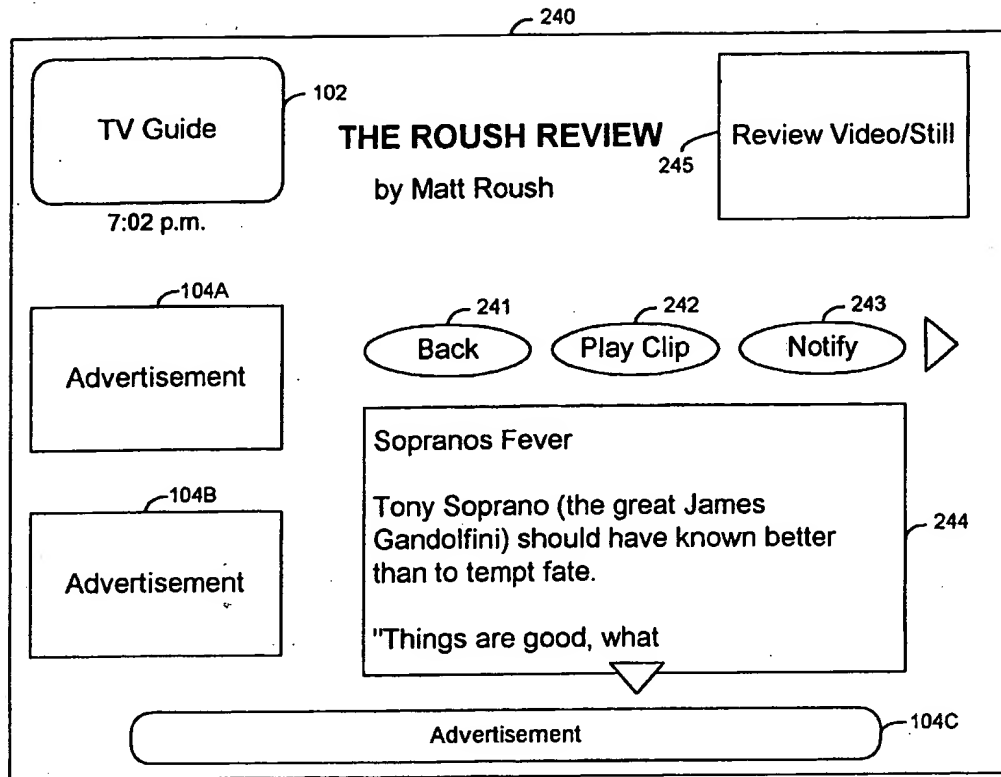 240
TV Guide
102
7:02 p.m.
THE ROUSH REVIEW
by Matt Roush
Review Video/Still
245
104A
Advertisement
104B
Advertisement
241
Back
242
Play Clip
243
Notify
Sopranos Fever
Tony Soprano (the great James
Gandolfini) should have known better
than to tempt fate.
"Things are good, what
244
Advertisement
104C